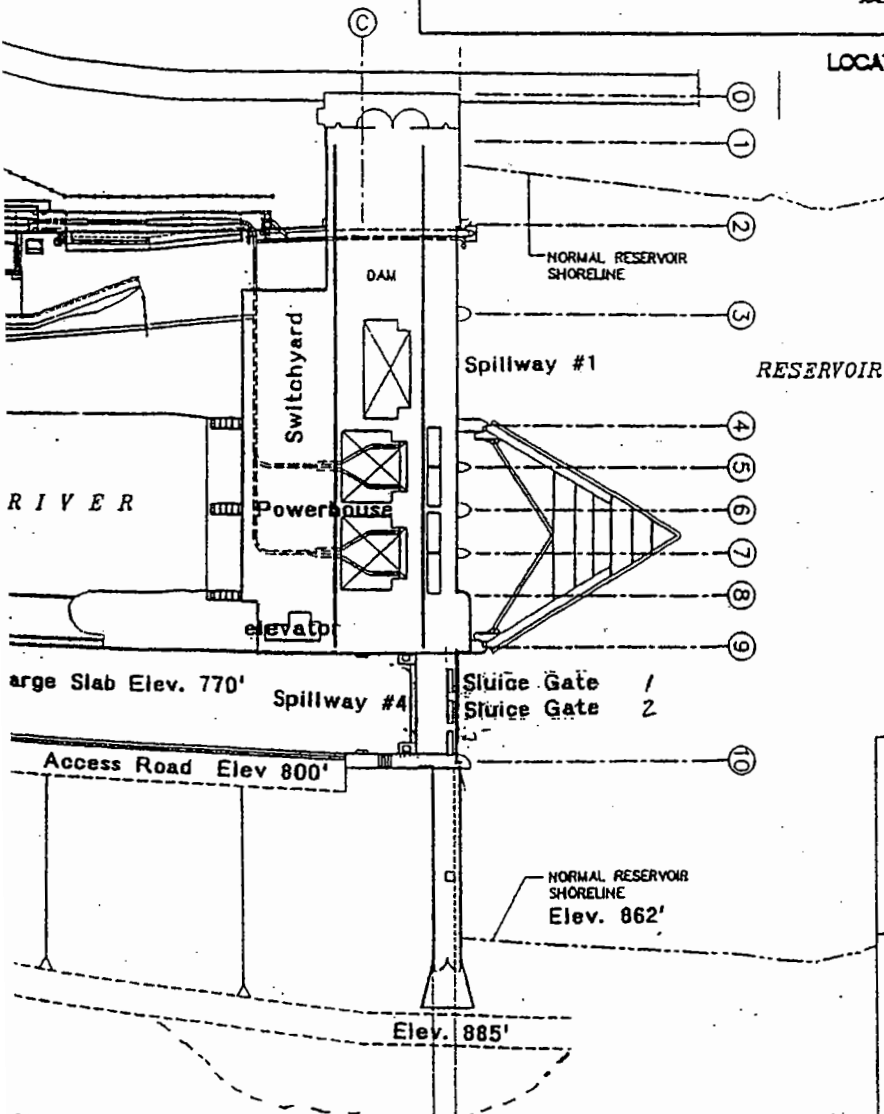 C
LOCA
0
1
2
NORMAL RESERVOIR
SHORELINE
DAM
3
Switchyard
Spillway #1
RESERVOIR
4
5
RIVER
Powerhouse
6
7
8
elevator
9
arge Slab Elev. 770'
Spillway #4
Sluice Gate 1
Sluice Gate 2
Access Road Elev 800'
10
NORMAL RESERVOIR
SHORELINE
Elev. 862'
Elev. 885'